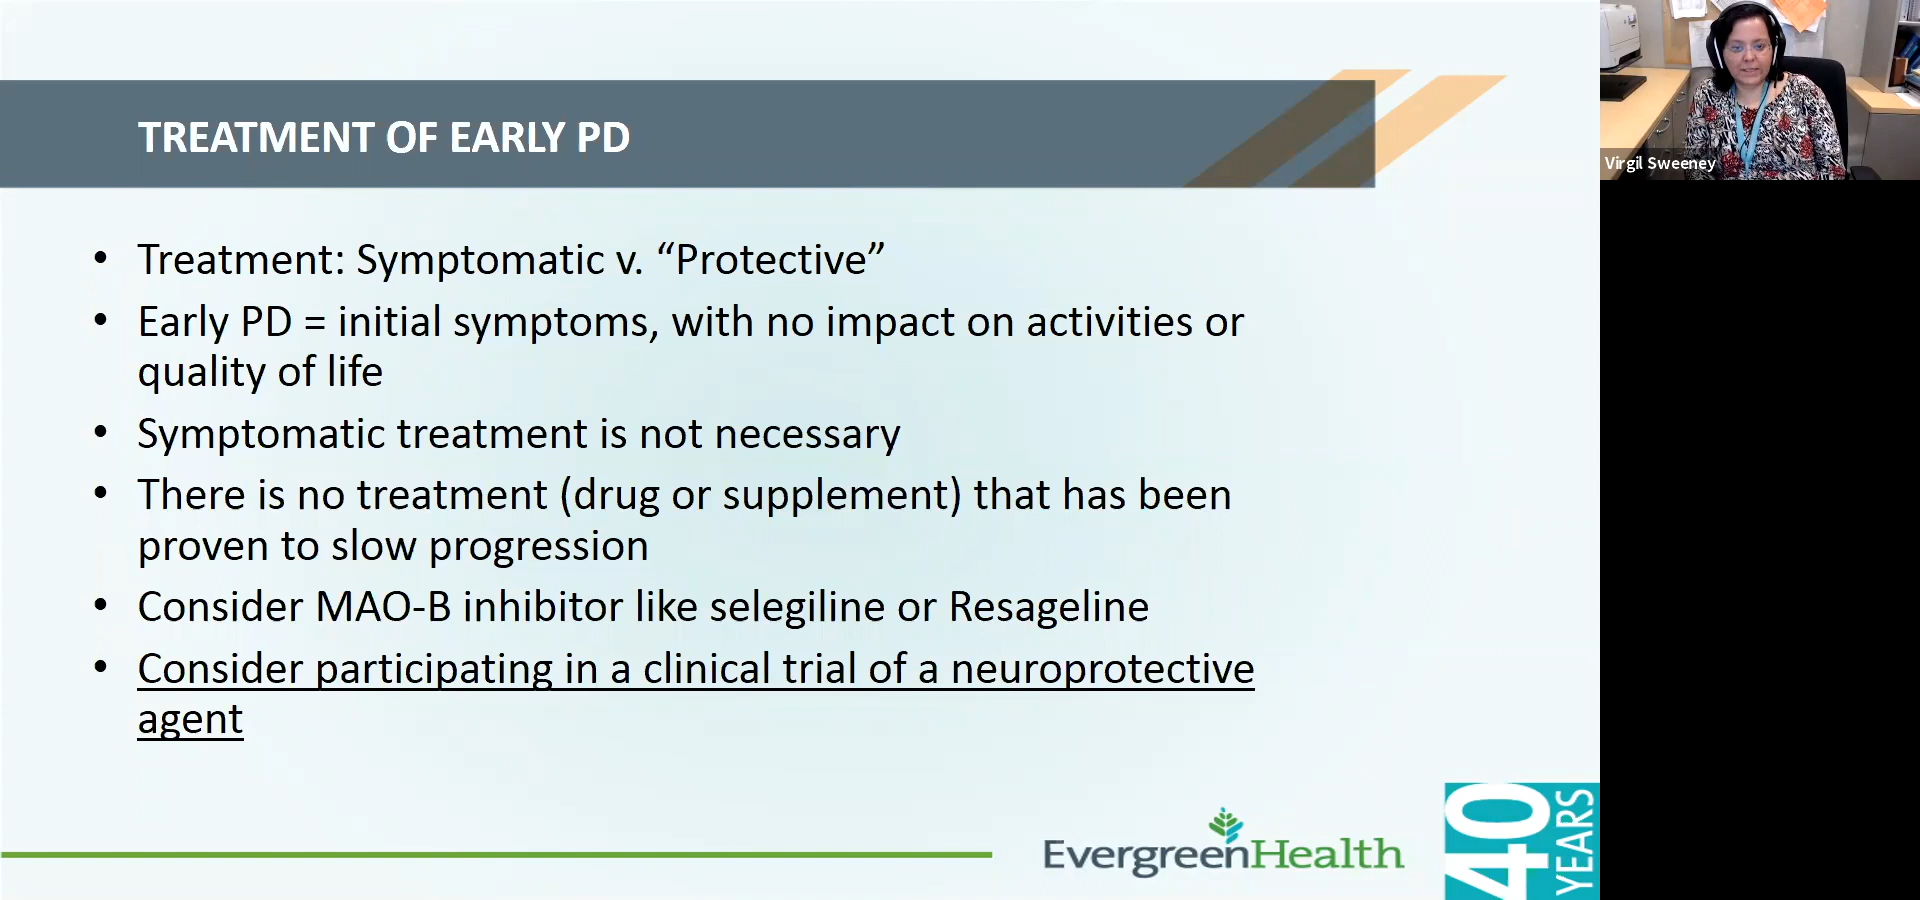 TREATMENT OF EARLY PD
• Treatment: Symptomatic v. “Protective”
• Early PD = initial symptoms, with no impact on activities or
quality of life
• Symptomatic treatment is not necessary
• There is no treatment (drug or supplement) that has been
proven to slow progression
• Consider MAO-B inhibitor like selegiline or Resageline
• Consider participating in a clinical trial of a neuroprotective
agent
EvergreenHealth
40
YEARS
Virgil Sweeney